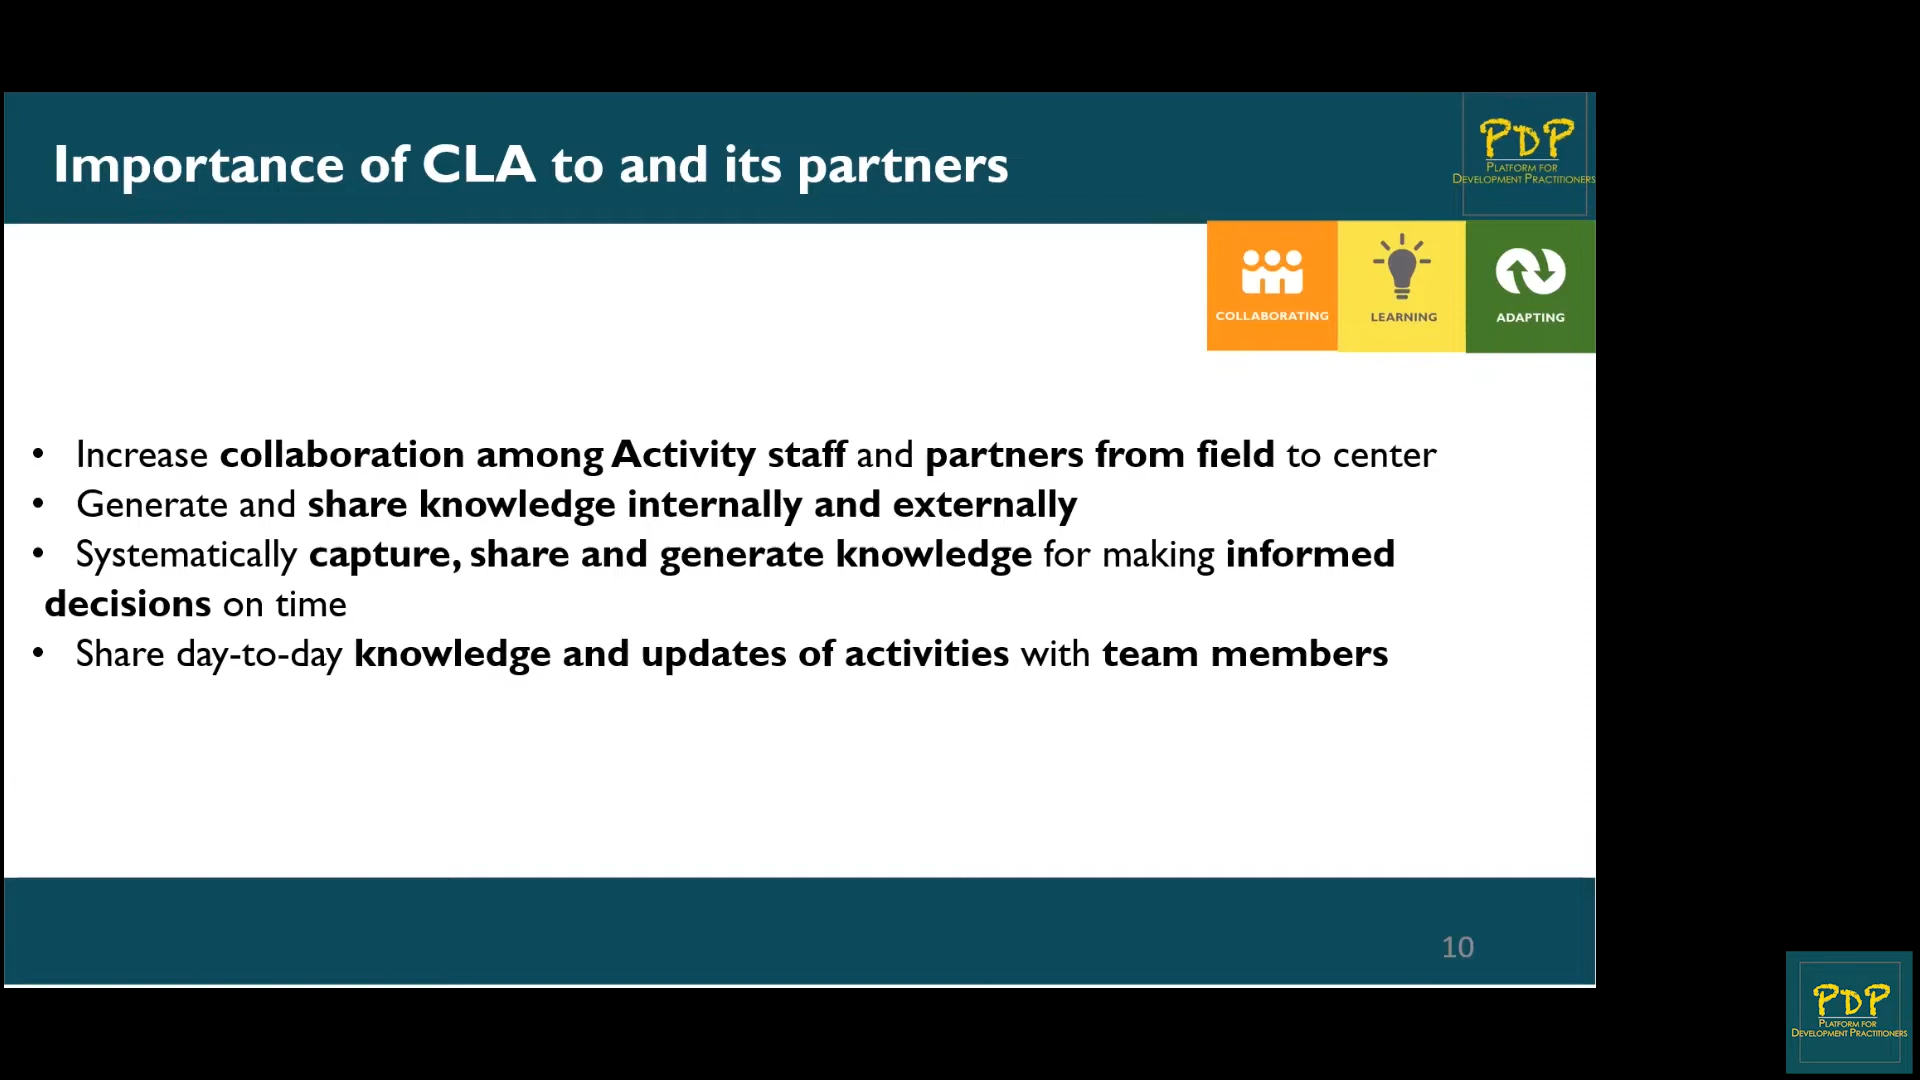 Importance of CLA to and its partners
PDP
PLATFORM FOR
DEVELOPMENT PRACTITIONERS
COLLABORATING
LEARNING
ADAPTING
• Increase collaboration among Activity staff and partners from field to center
• Generate and share knowledge internally and externally
• Systematically capture, share and generate knowledge for making informed
decisions on time
• Share day-to-day knowledge and updates of activities with team members
10
PDP
PLATFORM FOR
DEVELOPMENT PRACTITIONERS